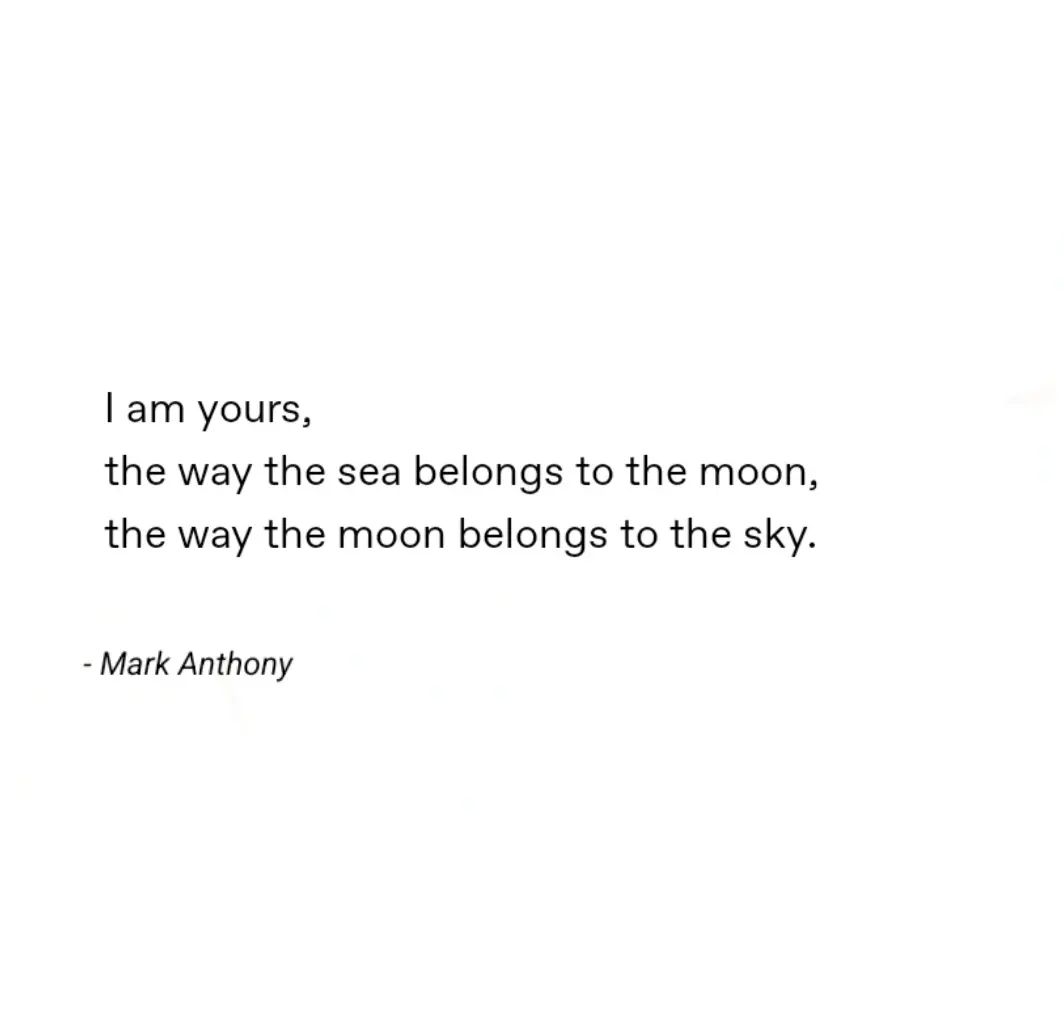 I am yours,
the way the sea belongs to the moon,
the way the moon belongs to the sky.
- Mark Anthony